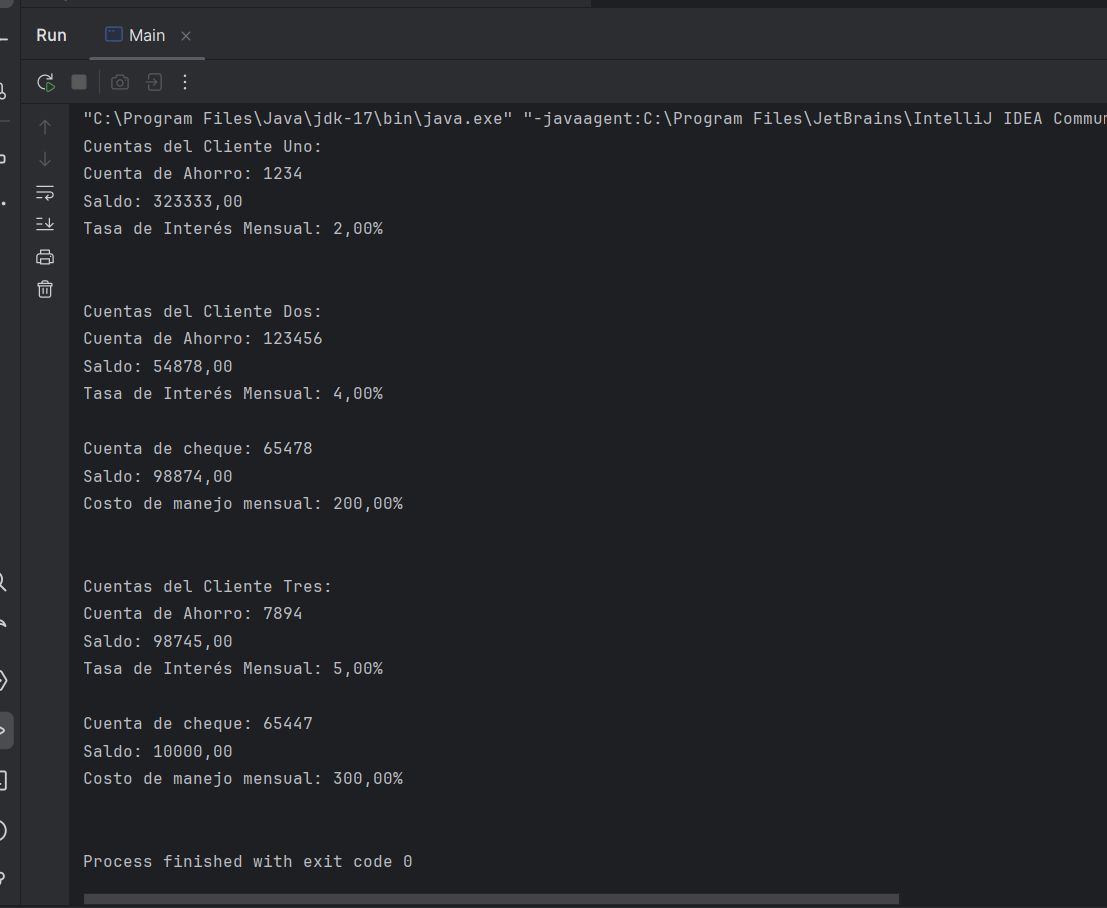 Run Main
"C:\Program Files\Java\jdk-17\bin\java.exe" "-javaagent:C:\Program Files\JetBrains\IntelliJ IDEA
Cuentas del Cliente Uno:
Cuenta de Ahorro: 1234
Saldo: 323333,00
Tasa de Interés Mensual: 2,00%
Cuentas del Cliente Dos:
Cuenta de Ahorro: 123456
Saldo: 54878,00
Tasa de Interés Mensual: 4,00%
Cuenta de cheque: 65478
Saldo: 98874,00
Costo de manejo mensual: 200,00%
Cuentas del Cliente Tres:
Cuenta de Ahorro: 7894
Saldo: 98745,00
Tasa de Interés Mensual: 5,00%
Cuenta de cheque: 65447
Saldo: 10000,00
Costo de manejo mensual: 300,00%
Process finished with exit code 0